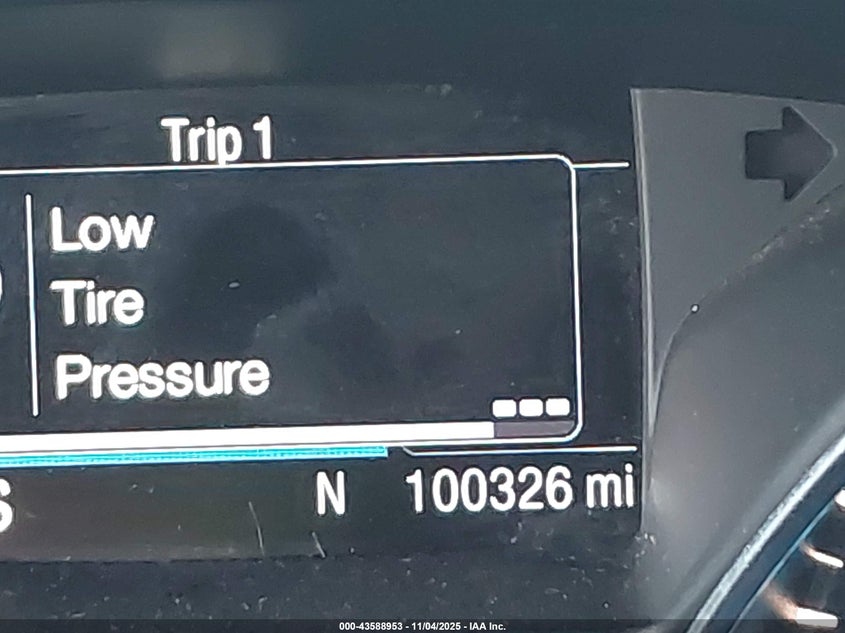 Trip 1
Low
Tire
Pressure
S
N 100326 mi
000-43588953 - 11/04/2025 - IAA Inc.